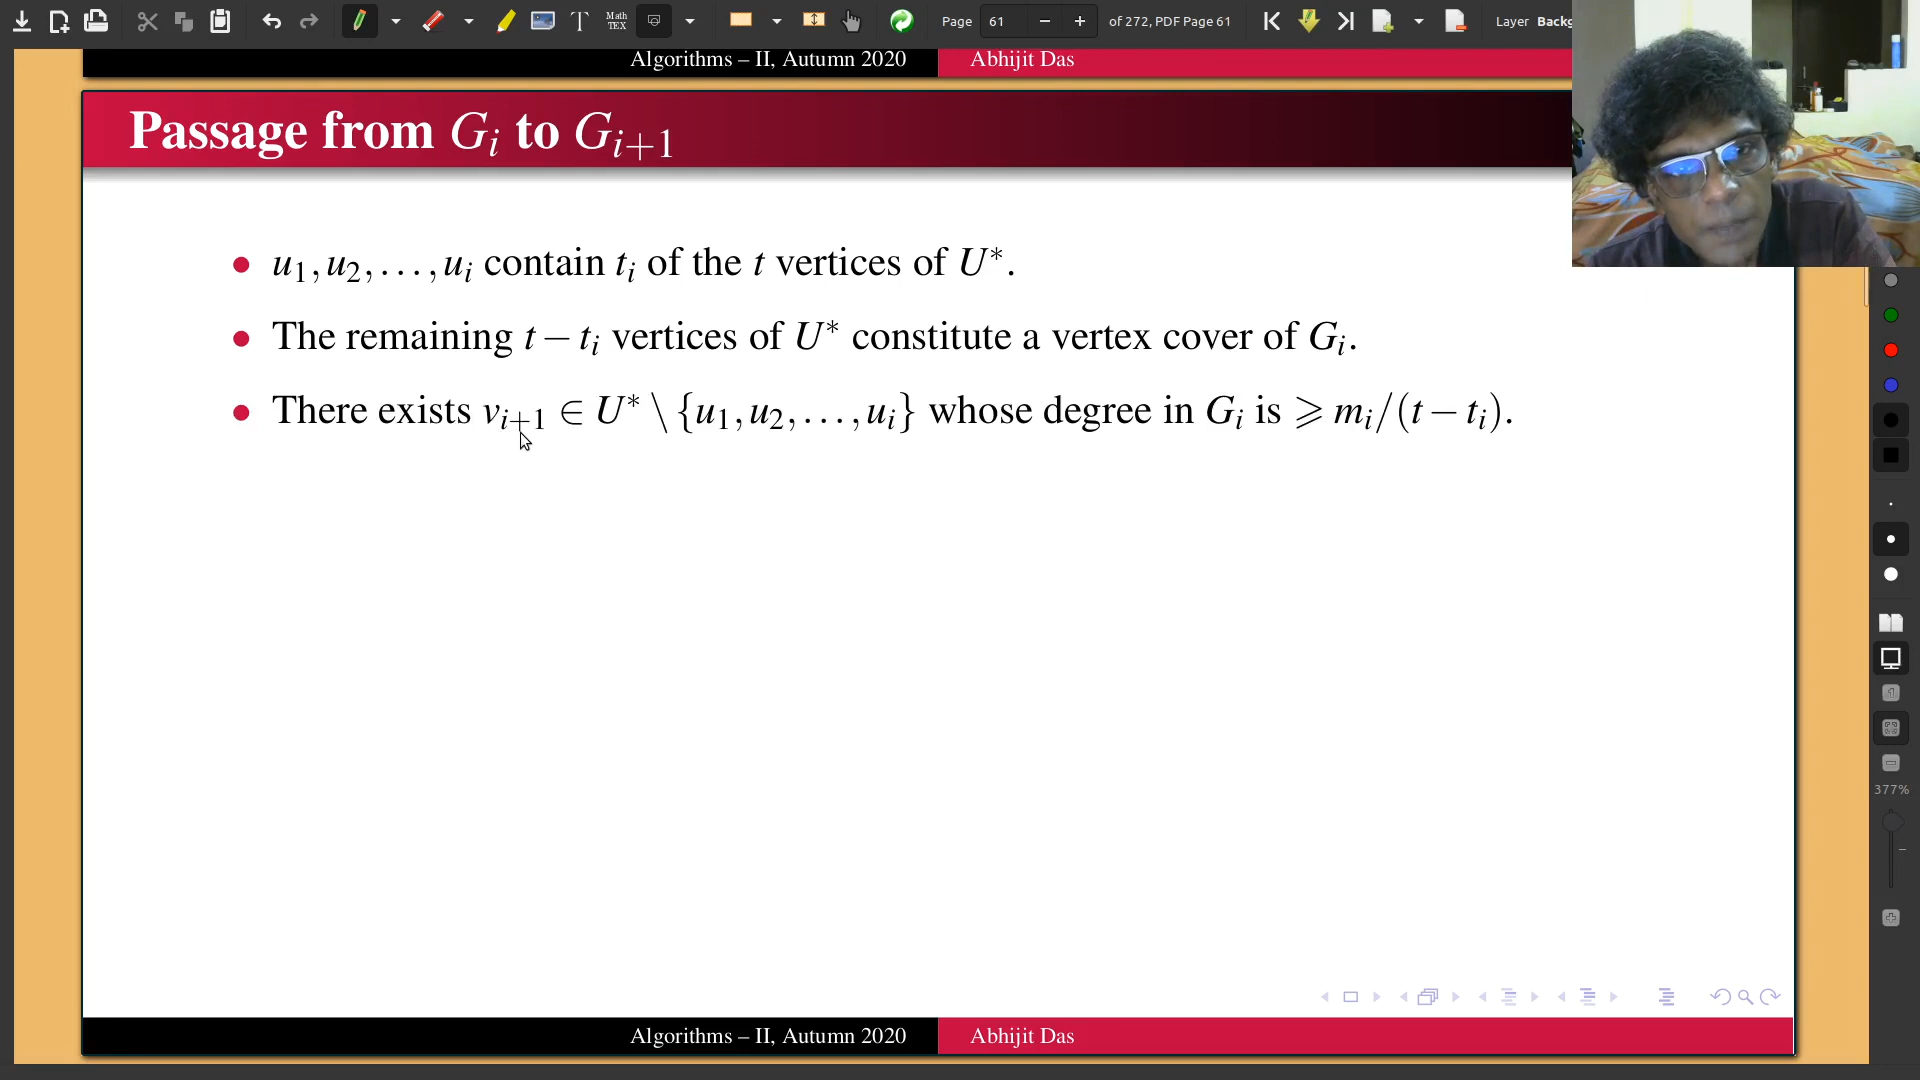 Page 61 of 272, PDF Page 61 Layer Backg
Math
TEX
T
Algorithms – II, Autumn 2020 Abhijit Das
Passage from G_i to G_{i+1}
• u_1, u_2, ..., u_i contain t_i of the t vertices of U*.
• The remaining t − t_i vertices of U* constitute a vertex cover of G_i.
• There exists v_{i+1} ∈ U* \ {u_1, u_2, ..., u_i} whose degree in G_i is ⩾ m_i/(t − t_i).
377%
Algorithms – II, Autumn 2020 Abhijit Das